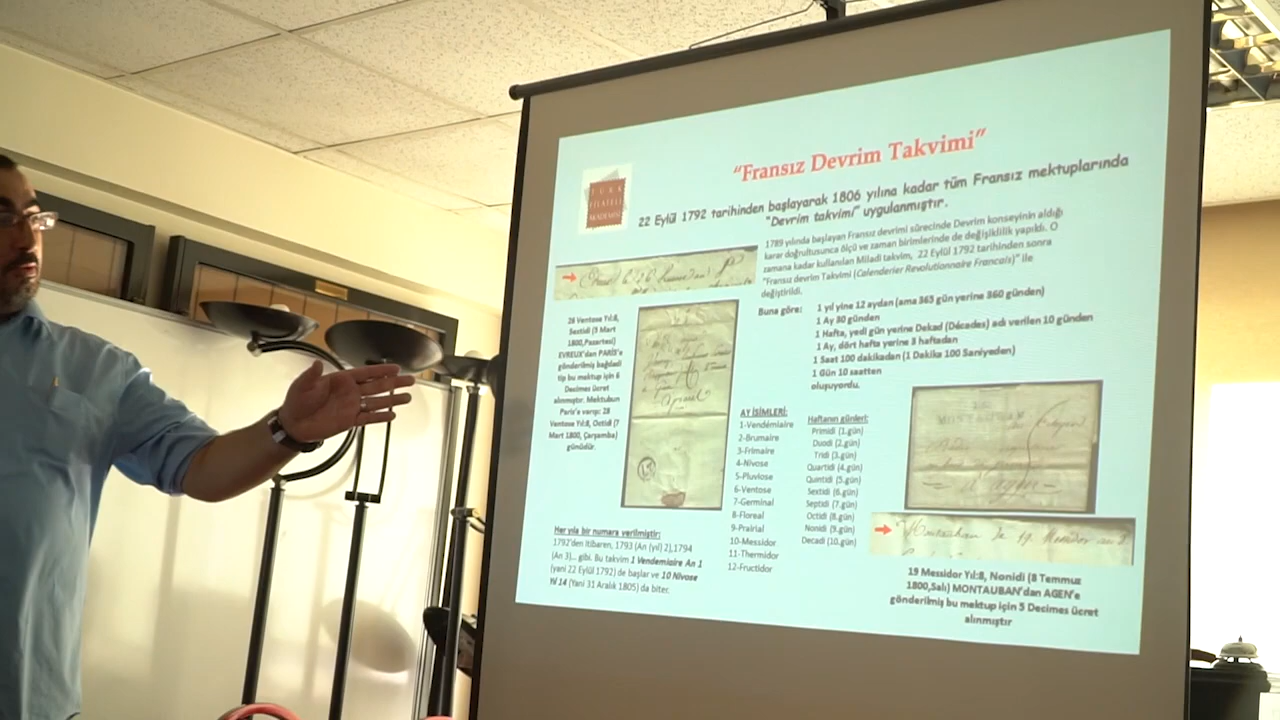 “Fransız Devrim Takvimi”
TÜRK
FİLATELİ
AKADEMİSİ
22 Eylül 1792 tarihinden başlayarak 1806 yılına kadar tüm Fransız mektuplarında
“Devrim takvimi” uygulanmıştır.
1789 yılında başlayan Fransız devrimi sürecinde Devrim konseyinin aldığı
karar doğrultusunca ölçü ve zaman birimlerinde de değişiklilik yapıldı. O
zamana kadar kullanılan Miladi takvim, 22 Eylül 1792 tarihinden sonra
“Fransız devrim Takvimi (Calenderier Revolutionnaire Francais)” ile
değiştirildi.
Buna göre:
1 yıl yine 12 aydan (ama 365 gün yerine 360 günden)
1 Ay 30 günden
1 Hafta, yedi gün yerine Dekad (Décades) adı verilen 10 günden
1 Ay, dört hafta yerine 3 haftadan
1 Saat 100 dakikadan (1 Dakika 100 Saniyeden)
1 Gün 10 saatten
oluşuyordu.
28 Ventose Yıl:8,
Sextidi (3 Mart
1800,Pazartesi)
EVREUX'dan PARİS'e
gönderilmiş bağdadi
tip bu mektup için 6
Decimes ücret
alınmıştır. Mektubun
Paris'e varışı: 28
Ventose Yıl:8, Octidi (7
Mart 1800, Çarşamba)
günüdür.
AY İSİMLERİ:
1-Vendémiaire
2-Brumaire
3-Frimaire
4-Nivose
5-Pluviose
6-Ventose
7-Germinal
8-Floreal
9-Prairial
10-Messidor
11-Thermidor
12-Fructidor
Haftanın günleri:
Primidi (1.gün)
Duodi (2.gün)
Tridi (3.gün)
Quartidi (4.gün)
Quintidi (5.gün)
Sextidi (6.gün)
Septidi (7.gün)
Octidi (8.gün)
Nonidi (9.gün)
Decadi (10.gün)
MONTAUBAN
Her yıla bir numara verilmiştir:
1792'den itibaren, 1793 (An (yıl) 2),1794
(An 3)... gibi. Bu takvim 1 Vendemiaire An 1
(yani 22 Eylül 1792) de başlar ve 10 Nivose
Yıl 14 (Yani 31 Aralık 1805) da biter.
19 Messidor Yıl:8, Nonidi (8 Temmuz
1800,Salı) MONTAUBAN'dan AGEN'e
gönderilmiş bu mektup için 3 Decimes ücret
alınmıştır